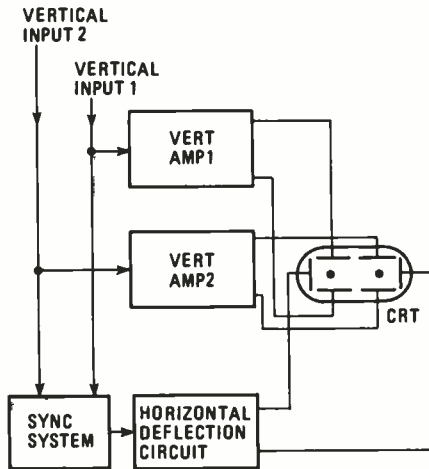 VERTICAL
INPUT 2
VERTICAL
INPUT 1
VERT
AMP1
VERT
AMP2
CRT
SYNC
SYSTEM
HORIZONTAL
DEFLECTION
CIRCUIT